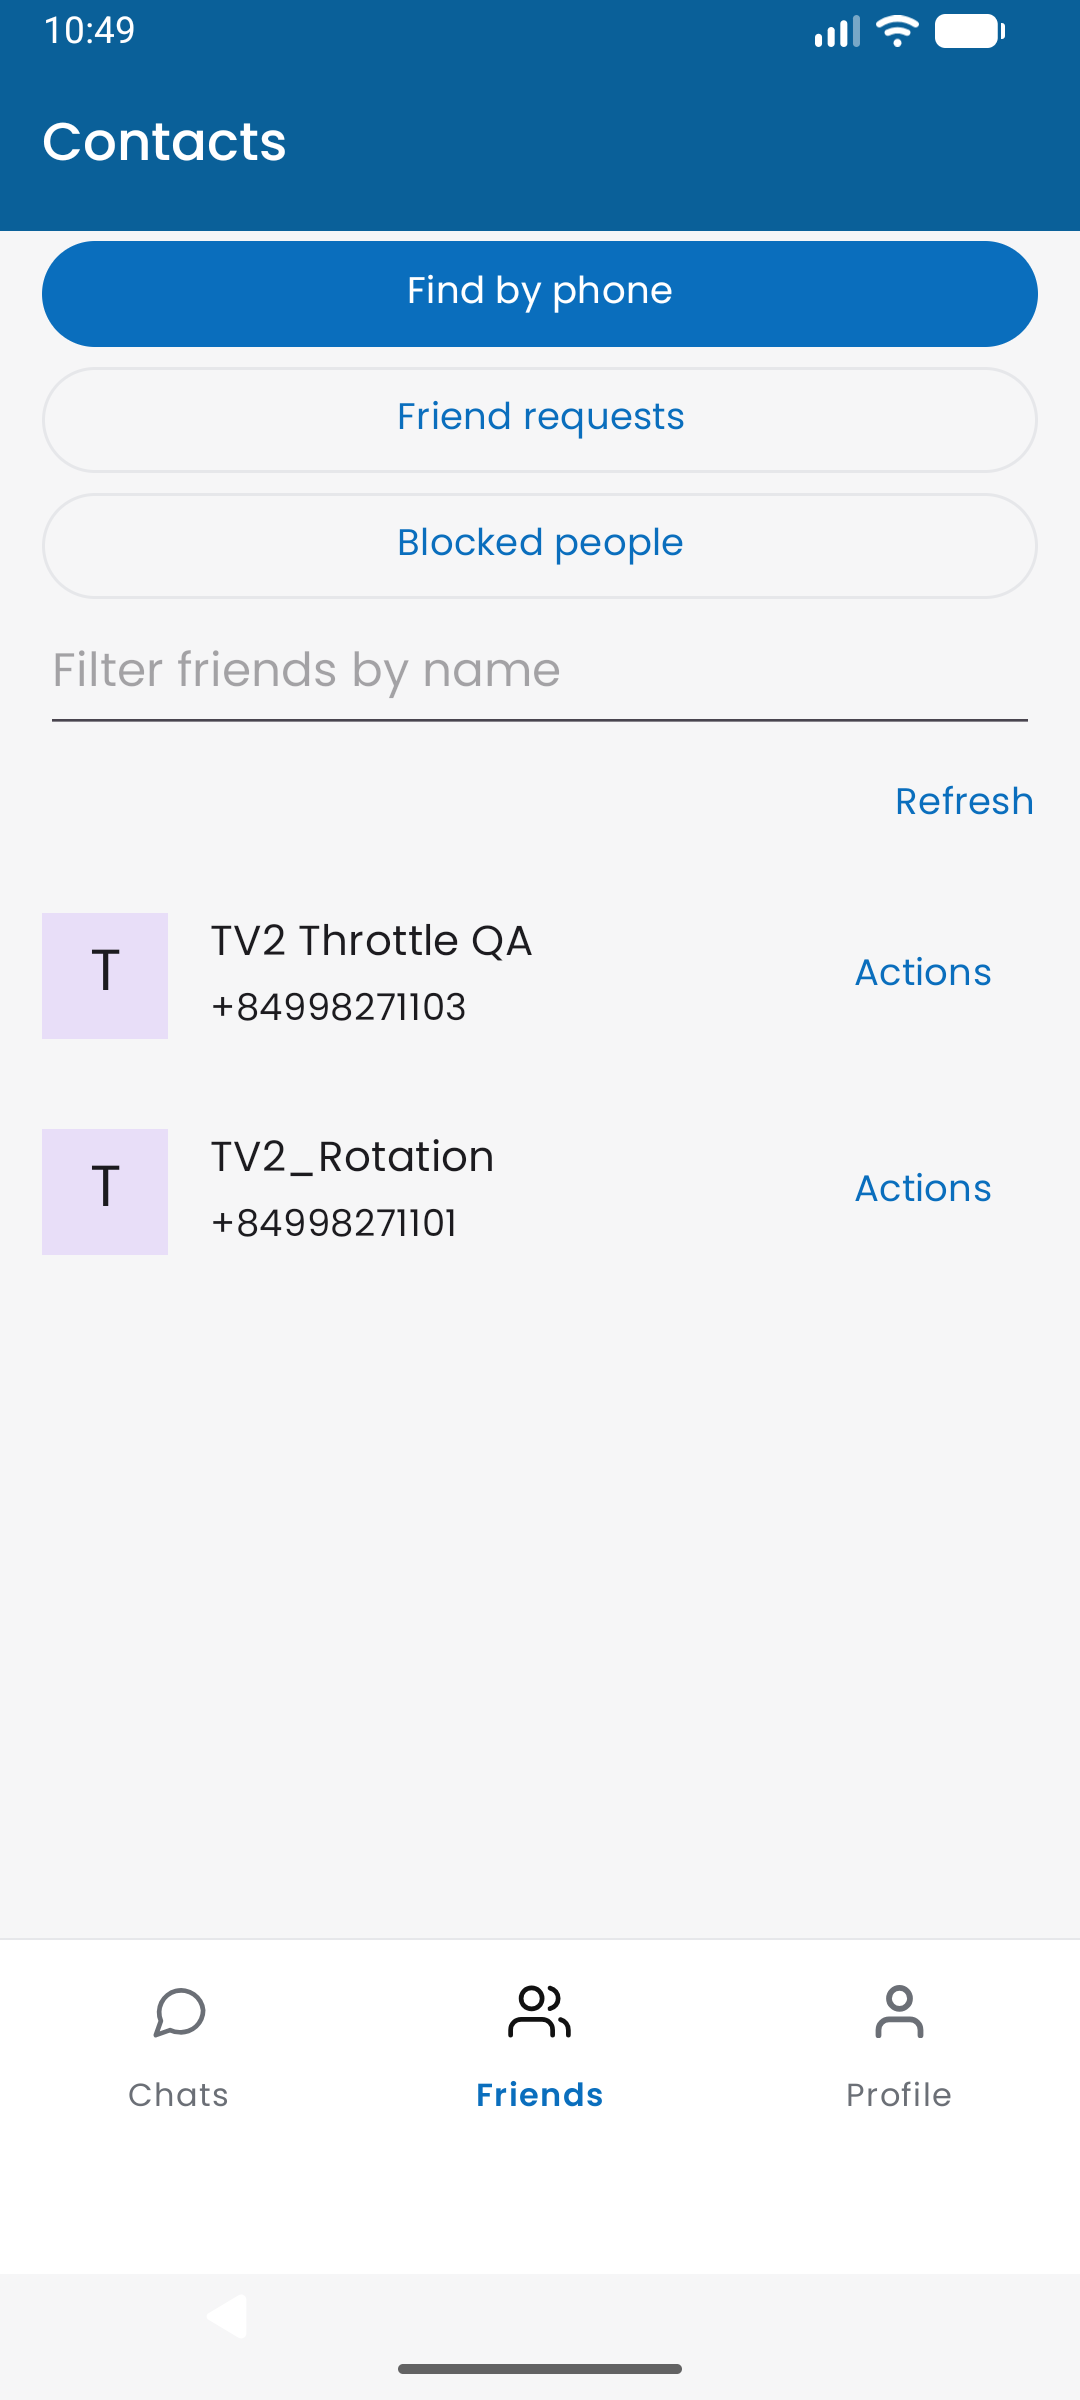 10:49
Contacts
Find by phone
Friend requests
Blocked people
Filter friends by name
Refresh
T
TV2 Throttle QA
+84998271103
Actions
T
TV2_Rotation
+84998271101
Actions
Chats
Friends
Profile